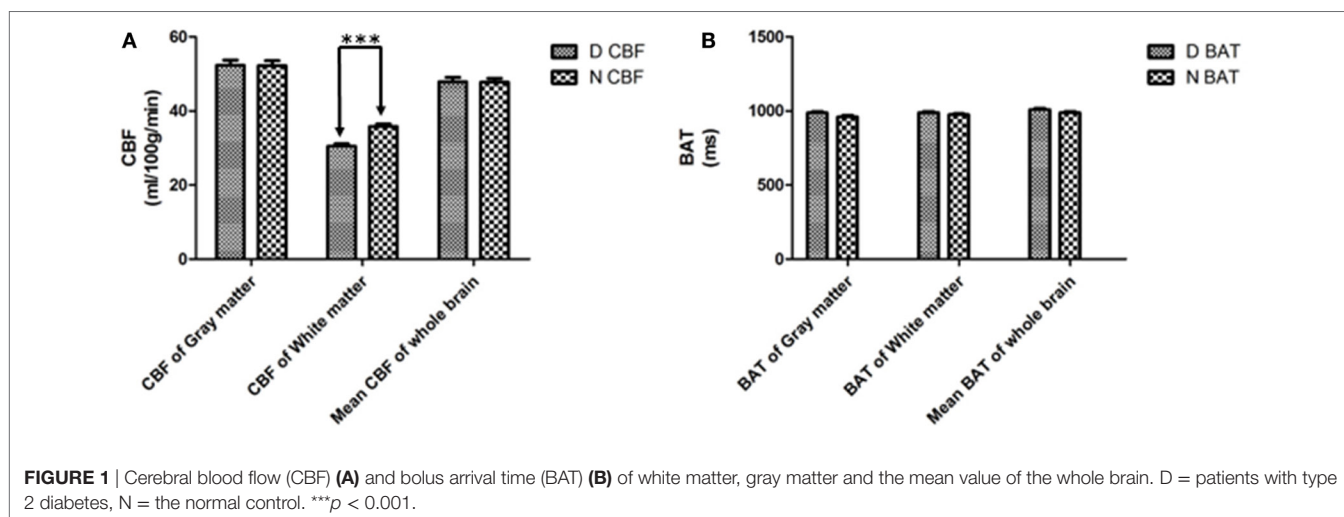 A
60
40
20
0
CBF
(ml/100g/min)
***
D CBF
N CBF
CBF of Gray matter
CBF of White matter
Mean CBF of whole brain
B
1500
1000
500
0
BAT
(ms)
D BAT
N BAT
BAT of Gray matter
BAT of White matter
Mean BAT of whole brain
FIGURE 1 | Cerebral blood flow (CBF) (A) and bolus arrival time (BAT) (B) of white matter, gray matter and the mean value of the whole brain. D = patients with type
2 diabetes, N = the normal control. ***p < 0.001.